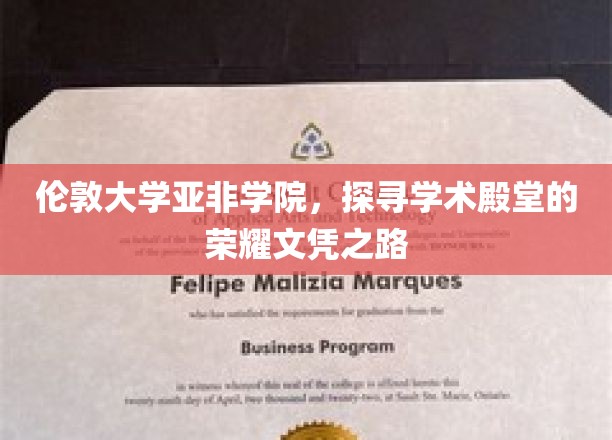 伦敦大学亚非学院，探寻学术殿堂的
荣耀文凭之路
of Applied Arts and Technology
Felipe Malizia Marques
who has satisfied the requirements for graduation from the
Business Program
in witness whereof this seal of the college is offered hereto this
twenty-ninth day of April, two thousand and twenty-two, at Sault Ste. Marie, Ontario.